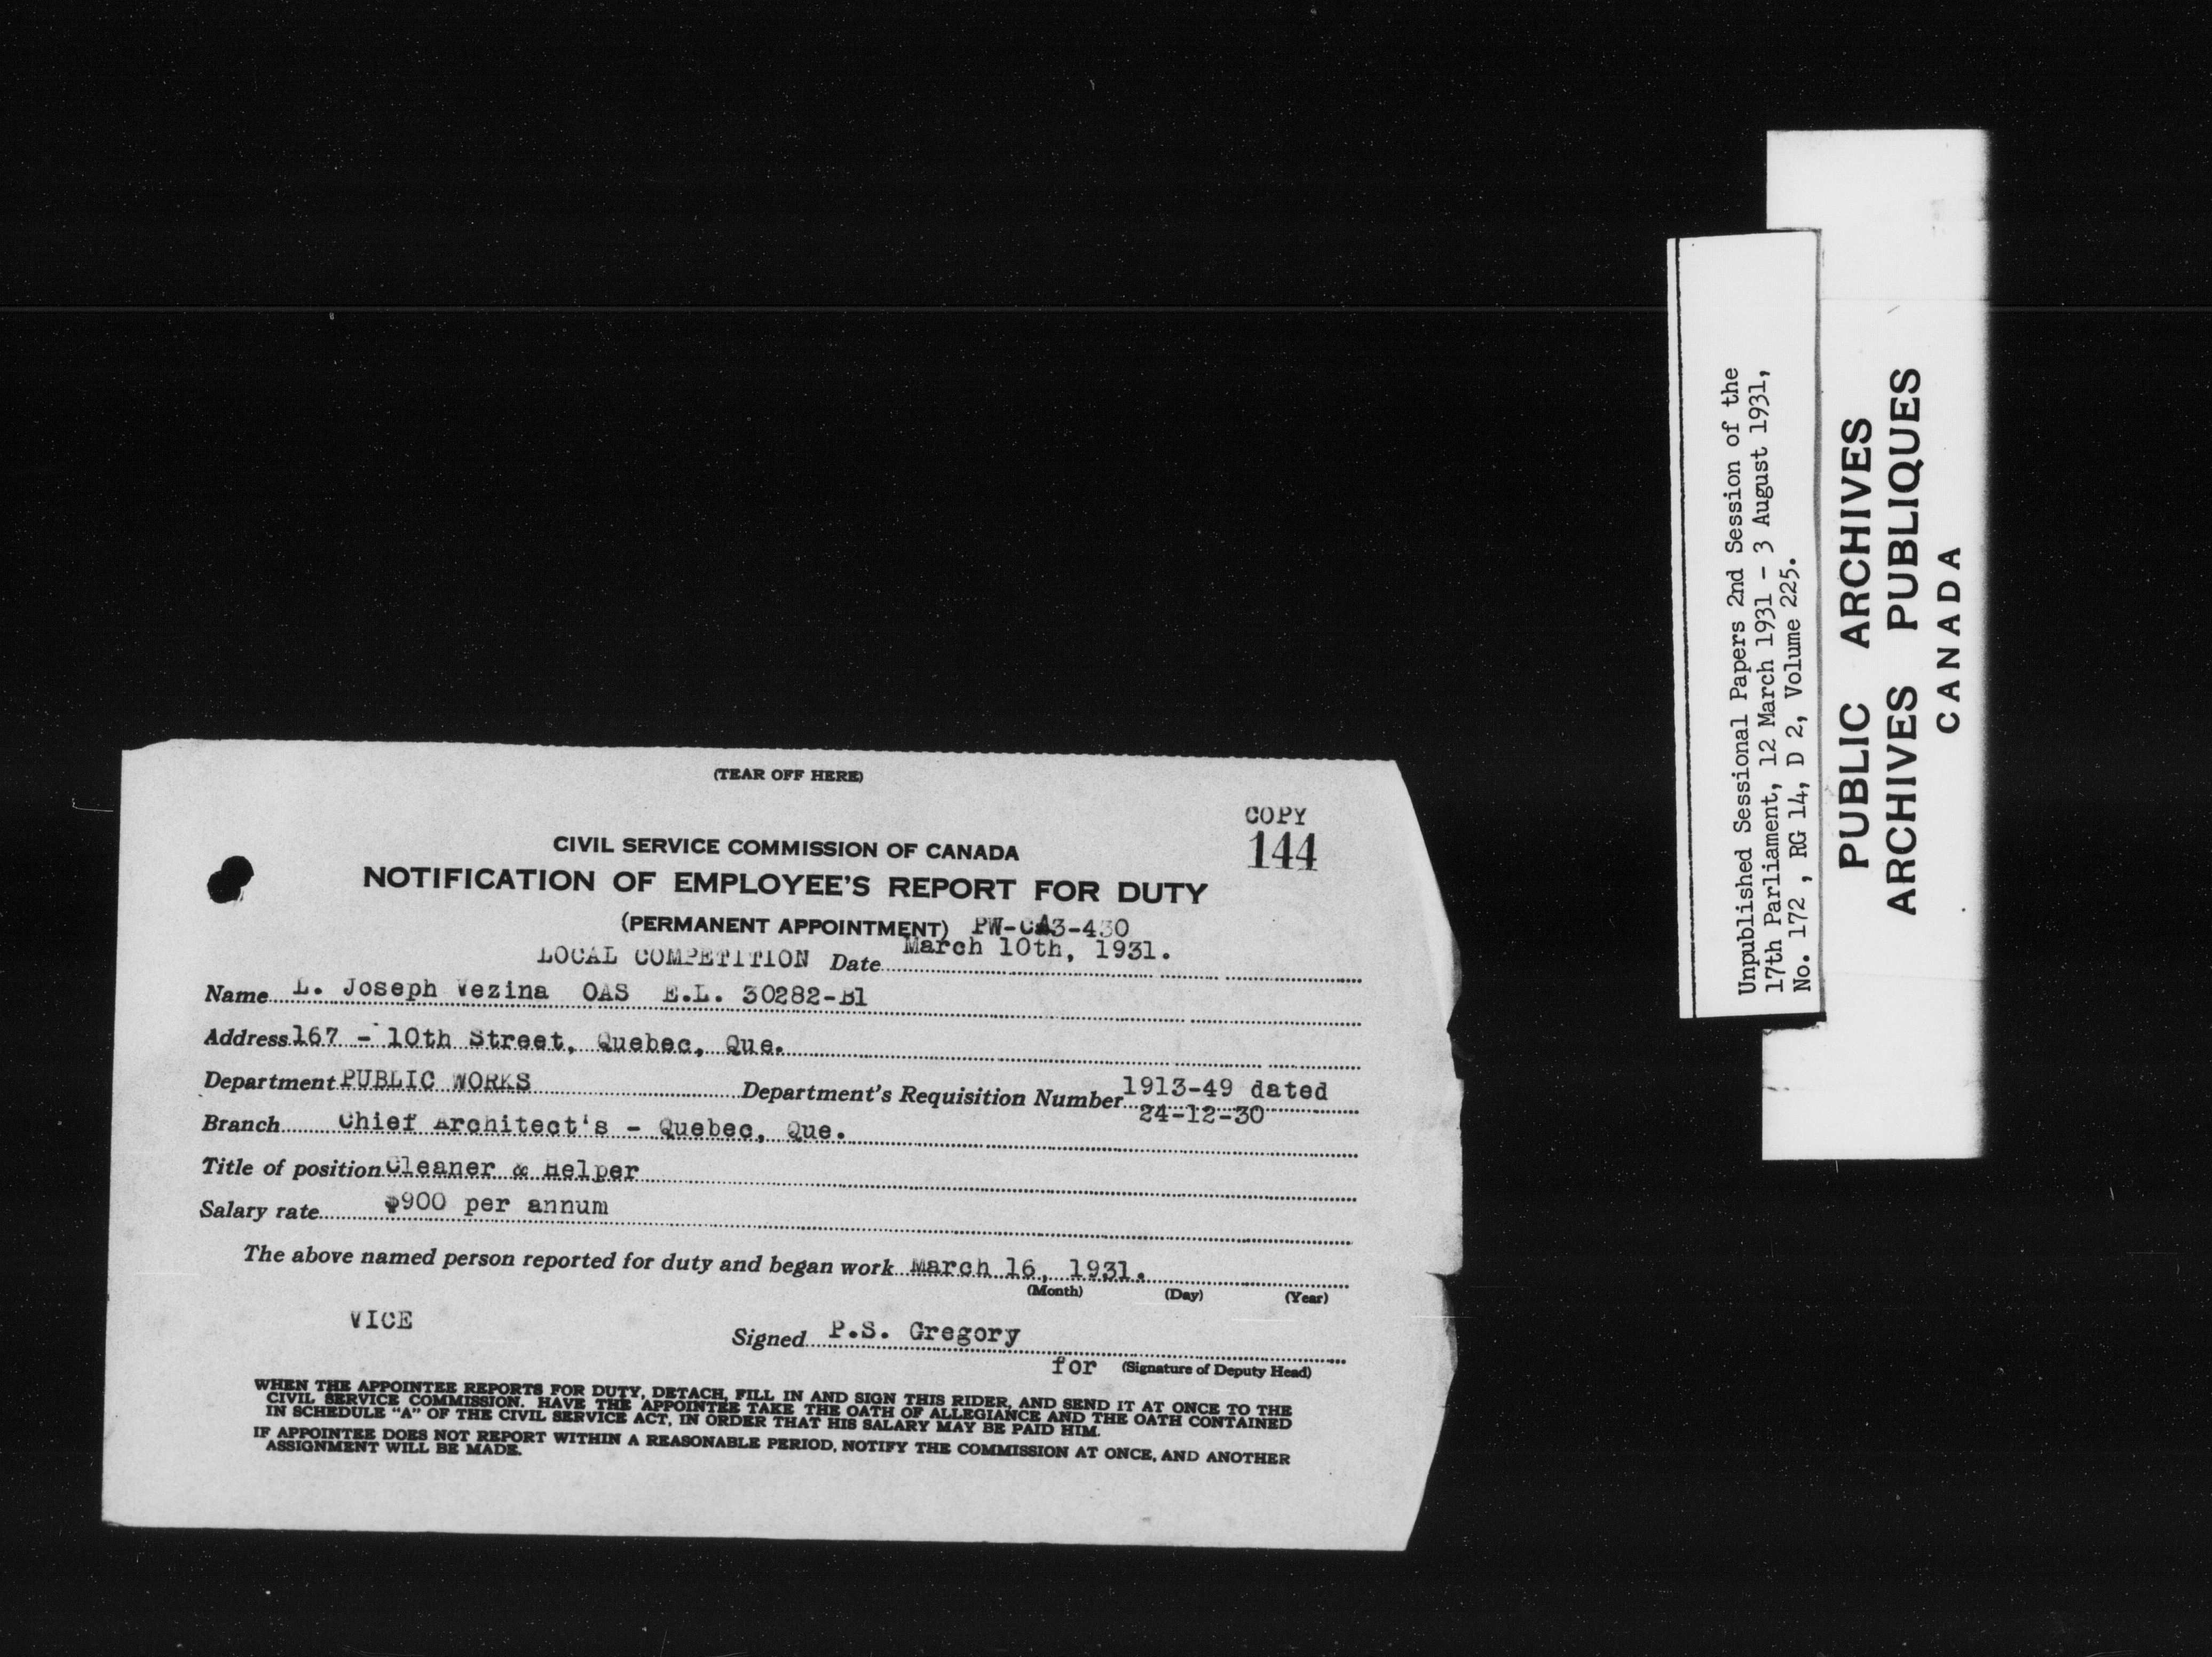 (TEAR OFF HERE)
COPY
144
CIVIL SERVICE COMMISSION OF CANADA
NOTIFICATION OF EMPLOYEE'S REPORT FOR DUTY
(PERMANENT APPOINTMENT) PW-CA3-430
LOCAL COMPETITION Date March 10th, 1931.
Name L. Joseph Vezina OAS E.L. 30282-B1
Address 167 - 10th Street, Quebec, Que.
Department PUBLIC WORKS Department's Requisition Number 1913-49 dated
24-12-30
Branch Chief Architect's - Quebec, Que.
Title of position Cleaner & Helper
Salary rate $900 per annum
The above named person reported for duty and began work March 16, 1931.
(Month) (Day) (Year)
VICE
Signed P.S. Gregory
for (Signature of Deputy Head)
WHEN THE APPOINTEE REPORTS FOR DUTY, DETACH, FILL IN AND SIGN THIS RIDER, AND SEND IT AT ONCE TO THE
CIVIL SERVICE COMMISSION. HAVE THE APPOINTEE TAKE THE OATH OF ALLEGIANCE AND THE OATH CONTAINED
IN SCHEDULE "A" OF THE CIVIL SERVICE ACT, IN ORDER THAT HIS SALARY MAY BE PAID HIM.
IF APPOINTEE DOES NOT REPORT WITHIN A REASONABLE PERIOD, NOTIFY THE COMMISSION AT ONCE, AND ANOTHER
ASSIGNMENT WILL BE MADE.
Unpublished Sessional Papers 2nd Session of the
17th Parliament, 12 March 1931 - 3 August 1931,
No. 172 , RG 14, D 2, Volume 225.
PUBLIC ARCHIVES
ARCHIVES PUBLIQUES
CANADA